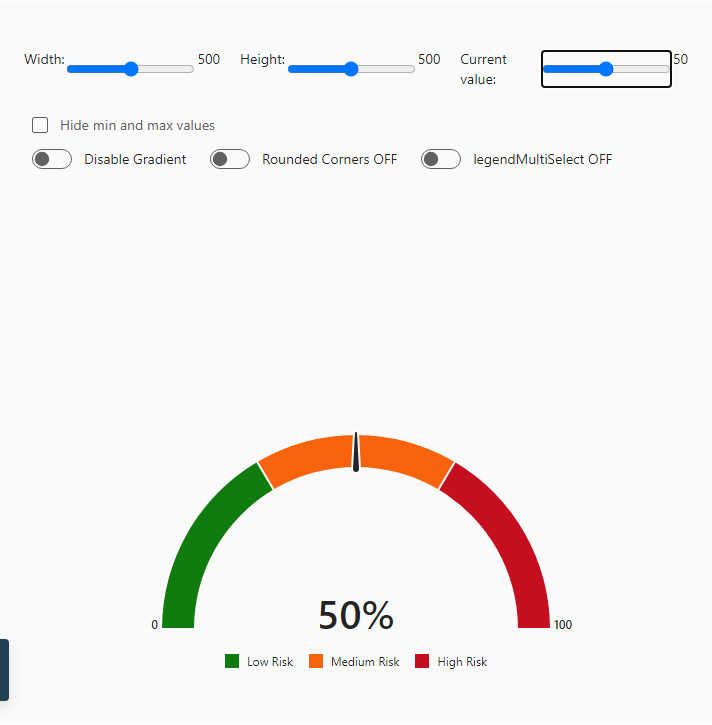 Width: 500 Height: 500 Current value: 50
Hide min and max values
Disable Gradient Rounded Corners OFF legendMultiSelect OFF
50%
0 100
Low Risk Medium Risk High Risk